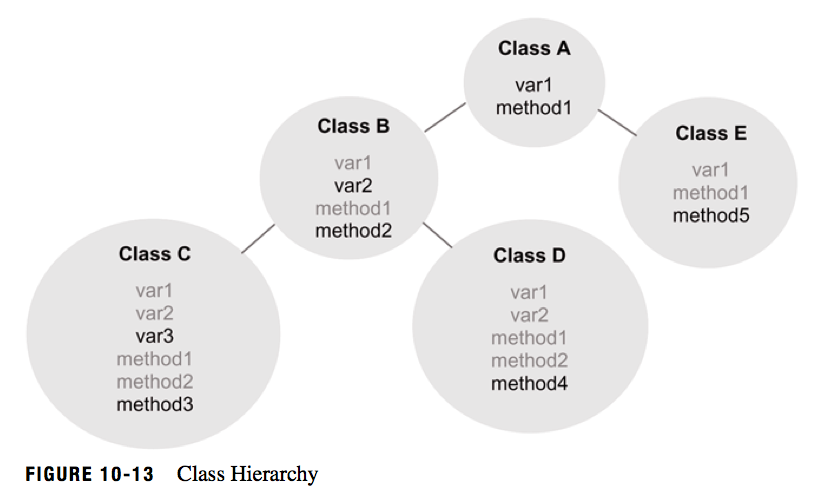 Class A
var1
method1
Class B
var1
var2
method1
method2
Class E
var1
method1
method5
Class C
var1
var2
var3
method1
method2
method3
Class D
var1
var2
method1
method2
method4
FIGURE 10-13 Class Hierarchy